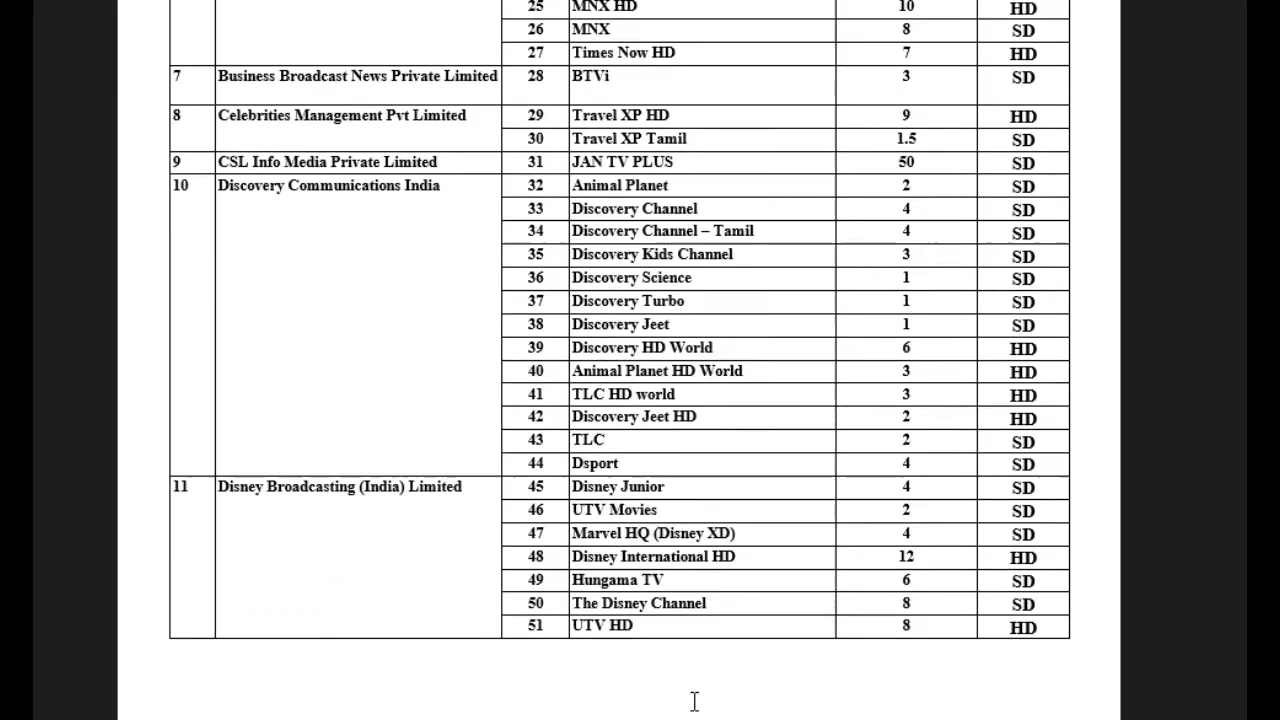 25 MNX HD 10 HD
26 MNX 8 SD
27 Times Now HD 7 HD
7 Business Broadcast News Private Limited 28 BTVi 3 SD
8 Celebrities Management Pvt Limited 29 Travel XP HD 9 HD
30 Travel XP Tamil 1.5 SD
9 CSL Info Media Private Limited 31 JAN TV PLUS 50 SD
10 Discovery Communications India 32 Animal Planet 2 SD
33 Discovery Channel 4 SD
34 Discovery Channel – Tamil 4 SD
35 Discovery Kids Channel 3 SD
36 Discovery Science 1 SD
37 Discovery Turbo 1 SD
38 Discovery Jeet 1 SD
39 Discovery HD World 6 HD
40 Animal Planet HD World 3 HD
41 TLC HD world 3 HD
42 Discovery Jeet HD 2 HD
43 TLC 2 SD
44 Dsport 4 SD
11 Disney Broadcasting (India) Limited 45 Disney Junior 4 SD
46 UTV Movies 2 SD
47 Marvel HQ (Disney XD) 4 SD
48 Disney International HD 12 HD
49 Hungama TV 6 SD
50 The Disney Channel 8 SD
51 UTV HD 8 HD